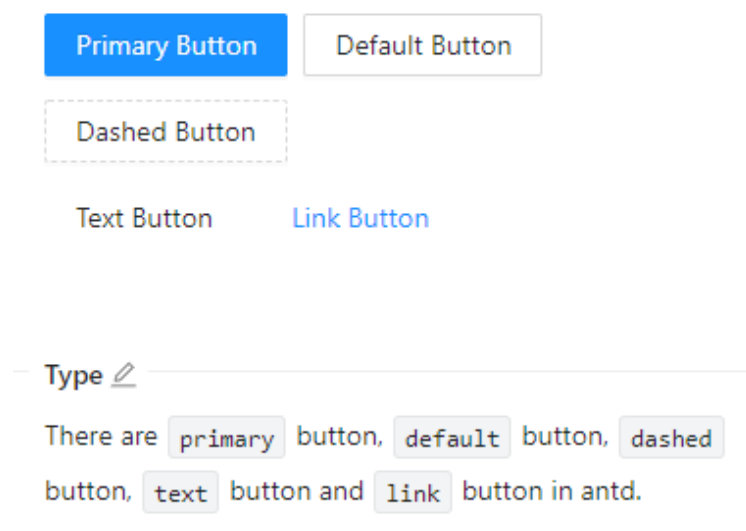 Primary Button Default Button
Dashed Button
Text Button Link Button
Type
There are primary button, default button, dashed
button, text button and link button in antd.